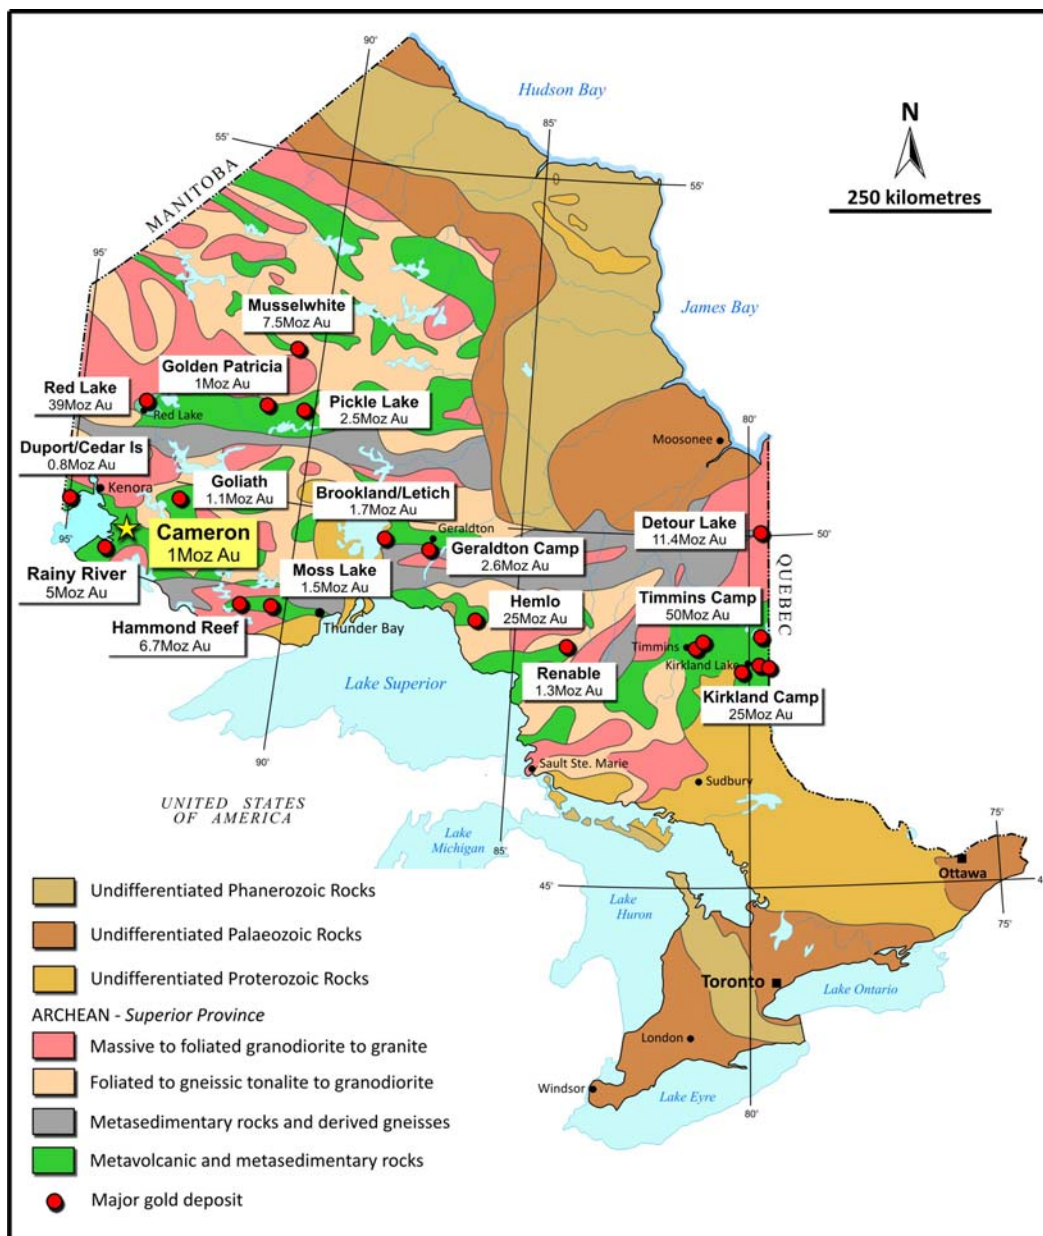 90'
Hudson Bay
N
250 kilometres
85'
55'
55'
MANITOBA
95'
James Bay
Musselwhite
7.5Moz Au
Golden Patricia
1Moz Au
Red Lake
39Moz Au
Red Lake
Pickle Lake
2.5Moz Au
80'
Moosonee
Duport/Cedar Is
0.8Moz Au
Kenora
Goliath
1.1Moz Au
Brookland/Letich
1.7Moz Au
Geraldton
Detour Lake
11.4Moz Au
50'
95'
Cameron
1Moz Au
Geraldton Camp
2.6Moz Au
QUEBEC
Rainy River
5Moz Au
Moss Lake
1.5Moz Au
Hemlo
25Moz Au
Timmins Camp
50Moz Au
Hammond Reef
6.7Moz Au
Thunder Bay
Timmins
Kirkland Lake
Renable
1.3Moz Au
Kirkland Camp
25Moz Au
Lake Superior
90'
Sault Ste. Marie
Sudbury
UNITED STATES
OF AMERICA
Lake
Michigan
85'
75'
Ottawa
45'
4
75'
Lake
Huron
Toronto
Lake Ontario
London
Windsor
Lake Eyre
80'
Undifferentiated Phanerozoic Rocks
Undifferentiated Palaeozoic Rocks
Undifferentiated Proterozoic Rocks
ARCHEAN - Superior Province
Massive to foliated granodiorite to granite
Foliated to gneissic tonalite to granodiorite
Metasedimentary rocks and derived gneisses
Metavolcanic and metasedimentary rocks
Major gold deposit